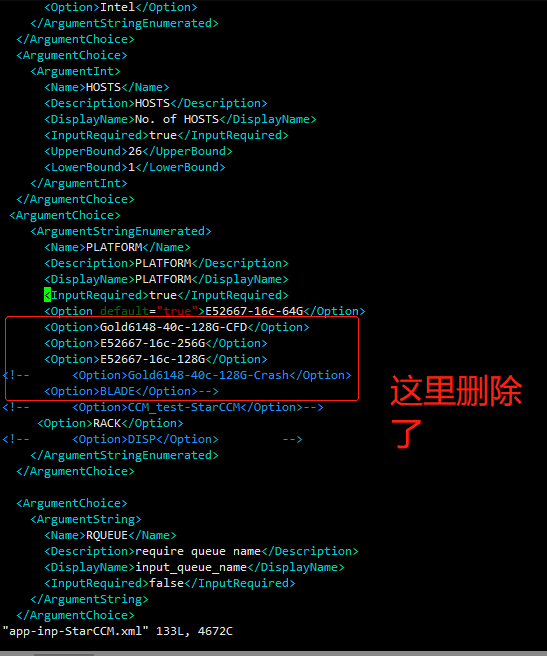 <Option>Intel</Option>
</ArgumentStringEnumerated>
</ArgumentChoice>
<ArgumentChoice>
<ArgumentInt>
<Name>HOSTS</Name>
<Description>HOSTS</Description>
<DisplayName>No. of HOSTS</DisplayName>
<InputRequired>true</InputRequired>
<UpperBound>26</UpperBound>
<LowerBound>1</LowerBound>
</ArgumentInt>
</ArgumentChoice>
<ArgumentChoice>
<ArgumentStringEnumerated>
<Name>PLATFORM</Name>
<Description>PLATFORM</Description>
<DisplayName>PLATFORM</DisplayName>
<InputRequired>true</InputRequired>
<Option default="true">E52667-16c-64G</Option>
<Option>Gold6148-40c-128G-CFD</Option>
<Option>E52667-16c-256G</Option>
<Option>E52667-16c-128G</Option>
<!-- <Option>Gold6148-40c-128G-Crash</Option>
<Option>BLADE</Option>-->
<!-- <Option>CCM_test-StarCCM</Option>-->
<Option>RACK</Option>
<!-- <Option>DISP</Option> -->
</ArgumentStringEnumerated>
</ArgumentChoice>
<ArgumentChoice>
<ArgumentString>
<Name>RQUEUE</Name>
<Description>require queue name</Description>
<DisplayName>input_queue_name</DisplayName>
<InputRequired>false</InputRequired>
</ArgumentString>
</ArgumentChoice>
"app-inp-StarCCM.xml" 133L, 4672C
这里删除
了